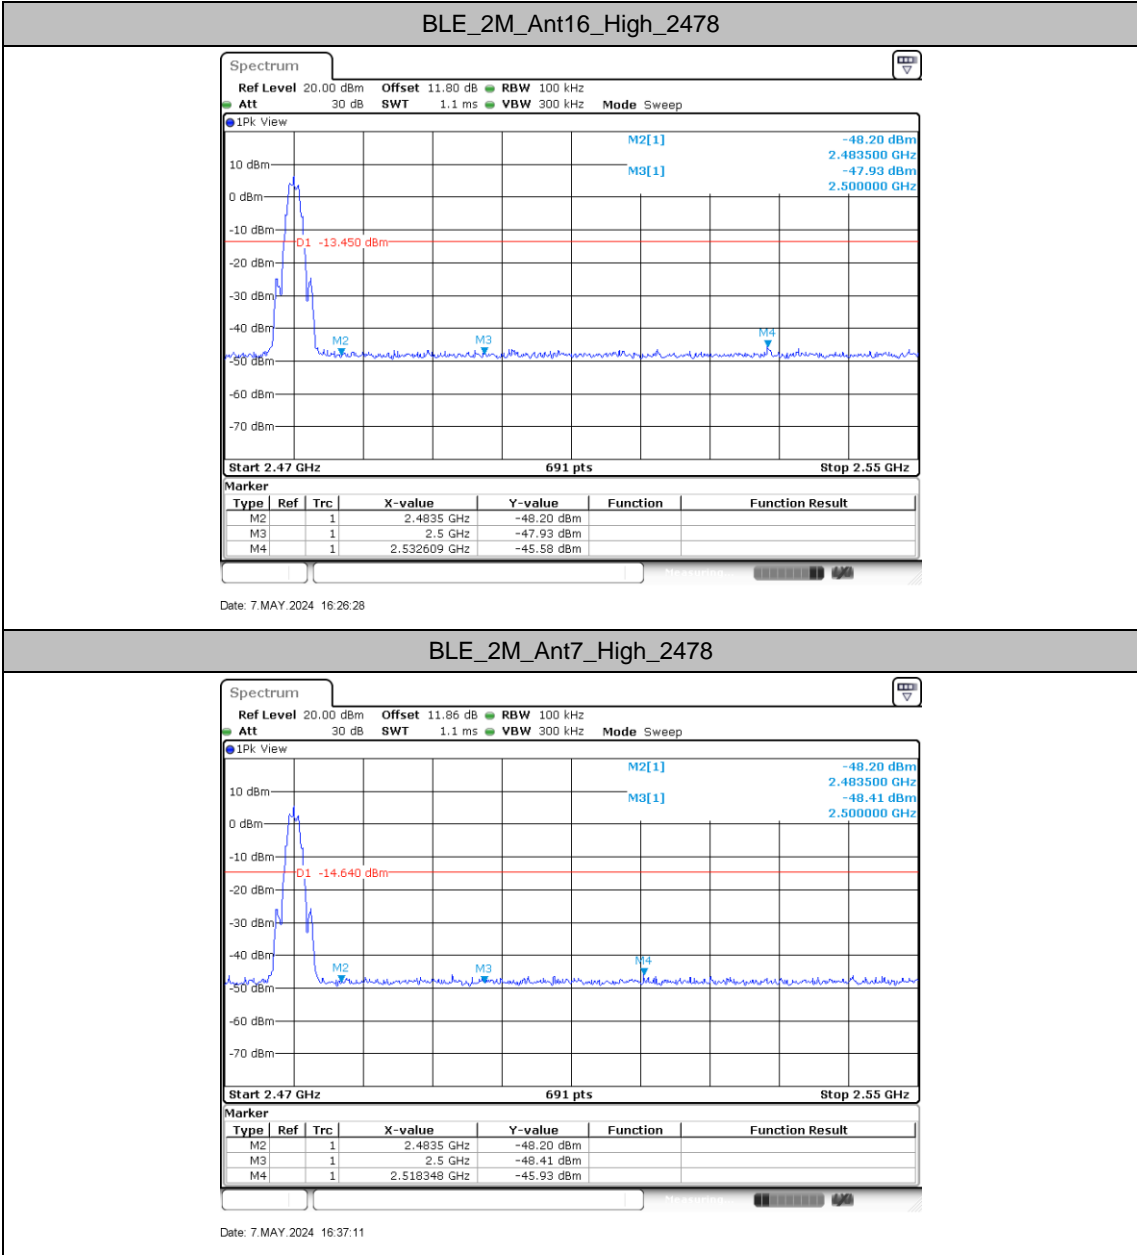 BLE_2M_Ant16_High_2478
Spectrum
Ref Level 20.00 dBm Offset 11.80 dB RBW 100 kHz
Att 30 dB SWT 1.1 ms VBW 300 kHz Mode Sweep
1Pk View
M2[1] -48.20 dBm
2.483500 GHz
10 dBm
M3[1] -47.93 dBm
2.500000 GHz
0 dBm
-10 dBm
D1 -13.450 dBm
-20 dBm
-30 dBm
-40 dBm
M2 M3 M4
-50 dBm
-60 dBm
-70 dBm
Start 2.47 GHz 691 pts Stop 2.55 GHz
Marker
Type Ref Trc X-value Y-value Function Function Result
M2 1 2.4835 GHz -48.20 dBm
M3 1 2.5 GHz -47.93 dBm
M4 1 2.532609 GHz -45.58 dBm
Measuring...
Date: 7.MAY.2024 16:26:28
BLE_2M_Ant7_High_2478
Spectrum
Ref Level 20.00 dBm Offset 11.86 dB RBW 100 kHz
Att 30 dB SWT 1.1 ms VBW 300 kHz Mode Sweep
1Pk View
M2[1] -48.20 dBm
2.483500 GHz
10 dBm
M3[1] -48.41 dBm
2.500000 GHz
0 dBm
-10 dBm
D1 -14.640 dBm
-20 dBm
-30 dBm
-40 dBm
M2 M3 M4
-50 dBm
-60 dBm
-70 dBm
Start 2.47 GHz 691 pts Stop 2.55 GHz
Marker
Type Ref Trc X-value Y-value Function Function Result
M2 1 2.4835 GHz -48.20 dBm
M3 1 2.5 GHz -48.41 dBm
M4 1 2.518348 GHz -45.93 dBm
Measuring...
Date: 7.MAY.2024 16:37:11